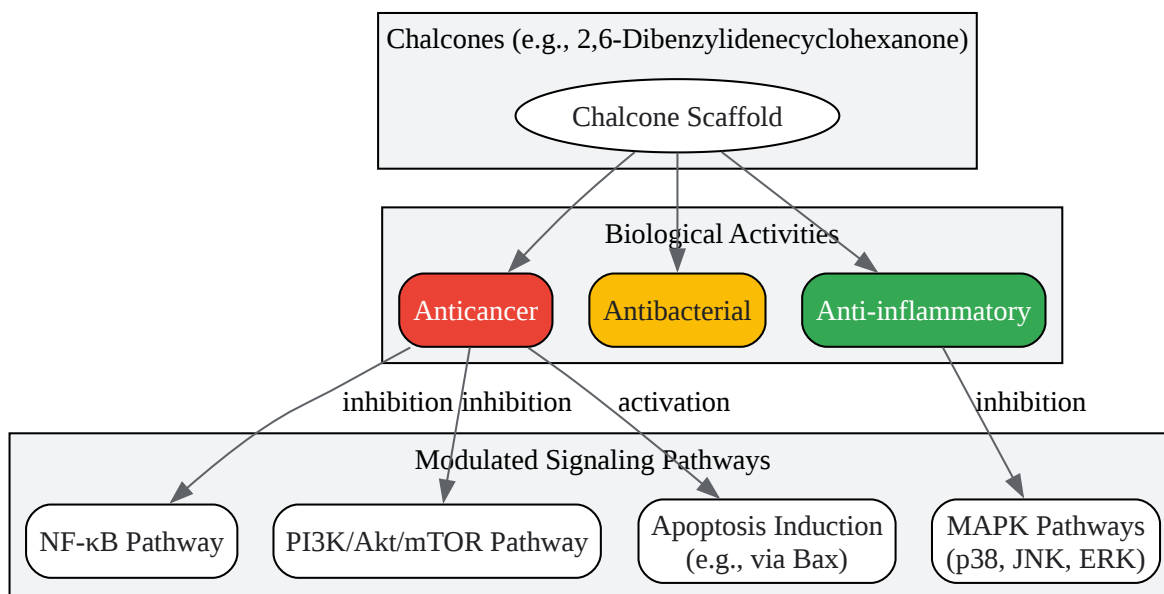 Chalcones (e.g., 2,6-Dibenzylidenecyclohexanone)
Chalcone Scaffold
Biological Activities
Anticancer
Antibacterial
Anti-inflammatory
inhibition
inhibition
activation
inhibition
Modulated Signaling Pathways
NF-κB Pathway
PI3K/Akt/mTOR Pathway
Apoptosis Induction
(e.g., via Bax)
MAPK Pathways
(p38, JNK, ERK)